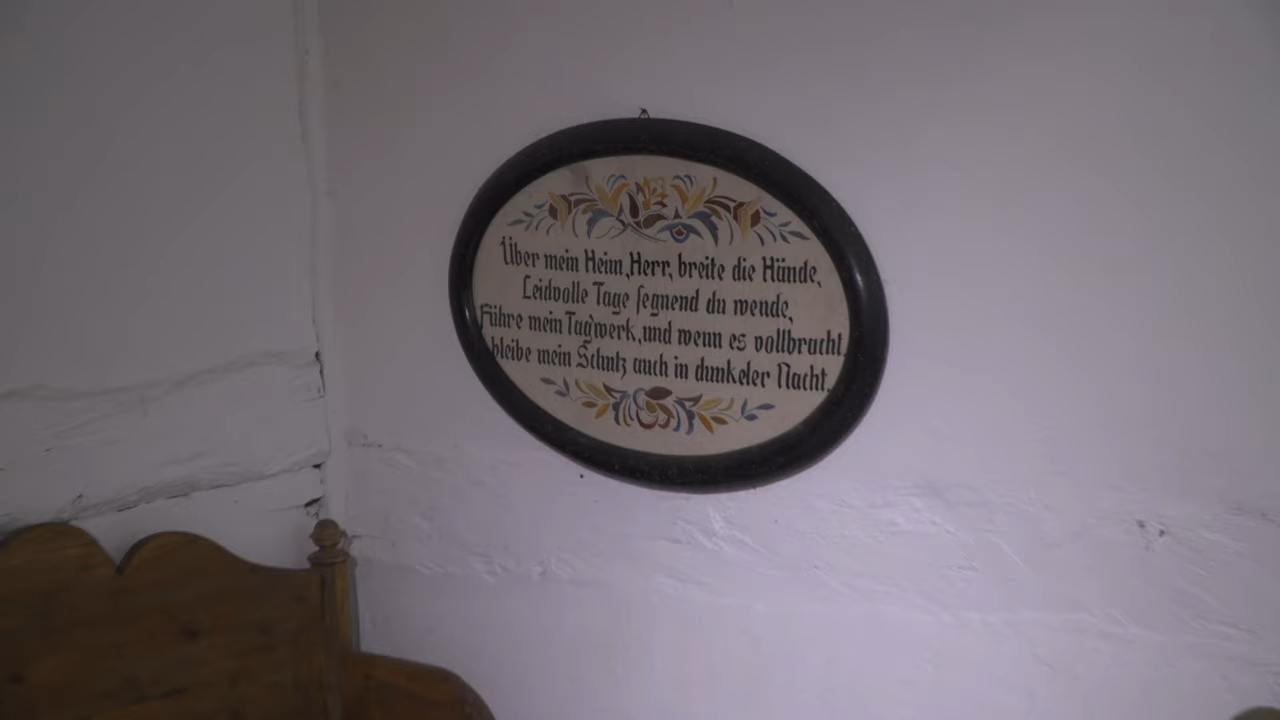 Über mein Heim, Herr, breite die Hände,
Leidvolle Tage segnend du wende,
Führe mein Tagwerk, und wenn es vollbracht,
bleibe mein Schutz auch in dunkeler Nacht.